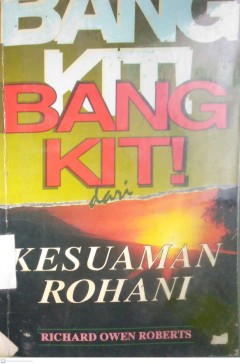 BANG
KIT!
BANG
KIT!
dari
KESUAMAN
ROHANI
RICHARD OWEN ROBERTS